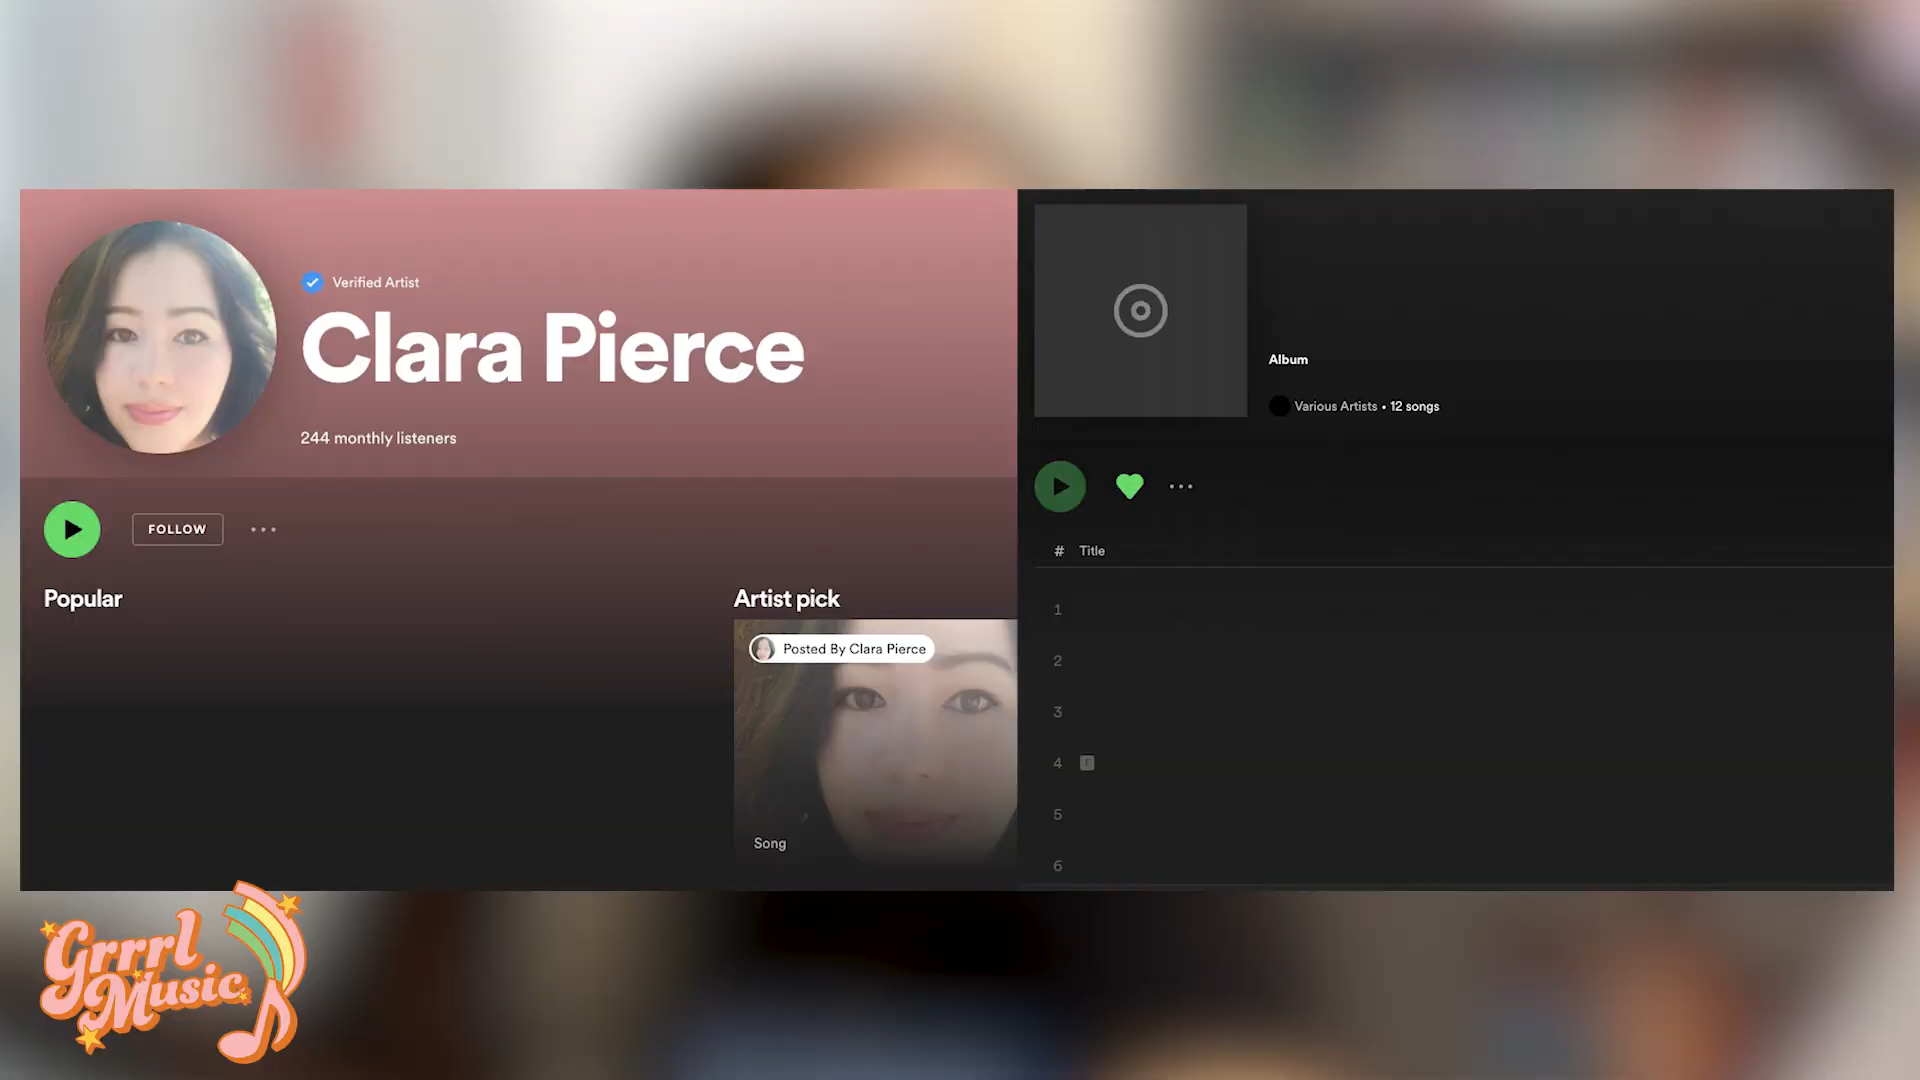 Verified Artist
Clara Pierce
244 monthly listeners
FOLLOW
Popular
Artist pick
Posted By Clara Pierce
Song
Album
Various Artists • 12 songs
# Title
1
2
3
4 E
5
6
Grrrl
Music